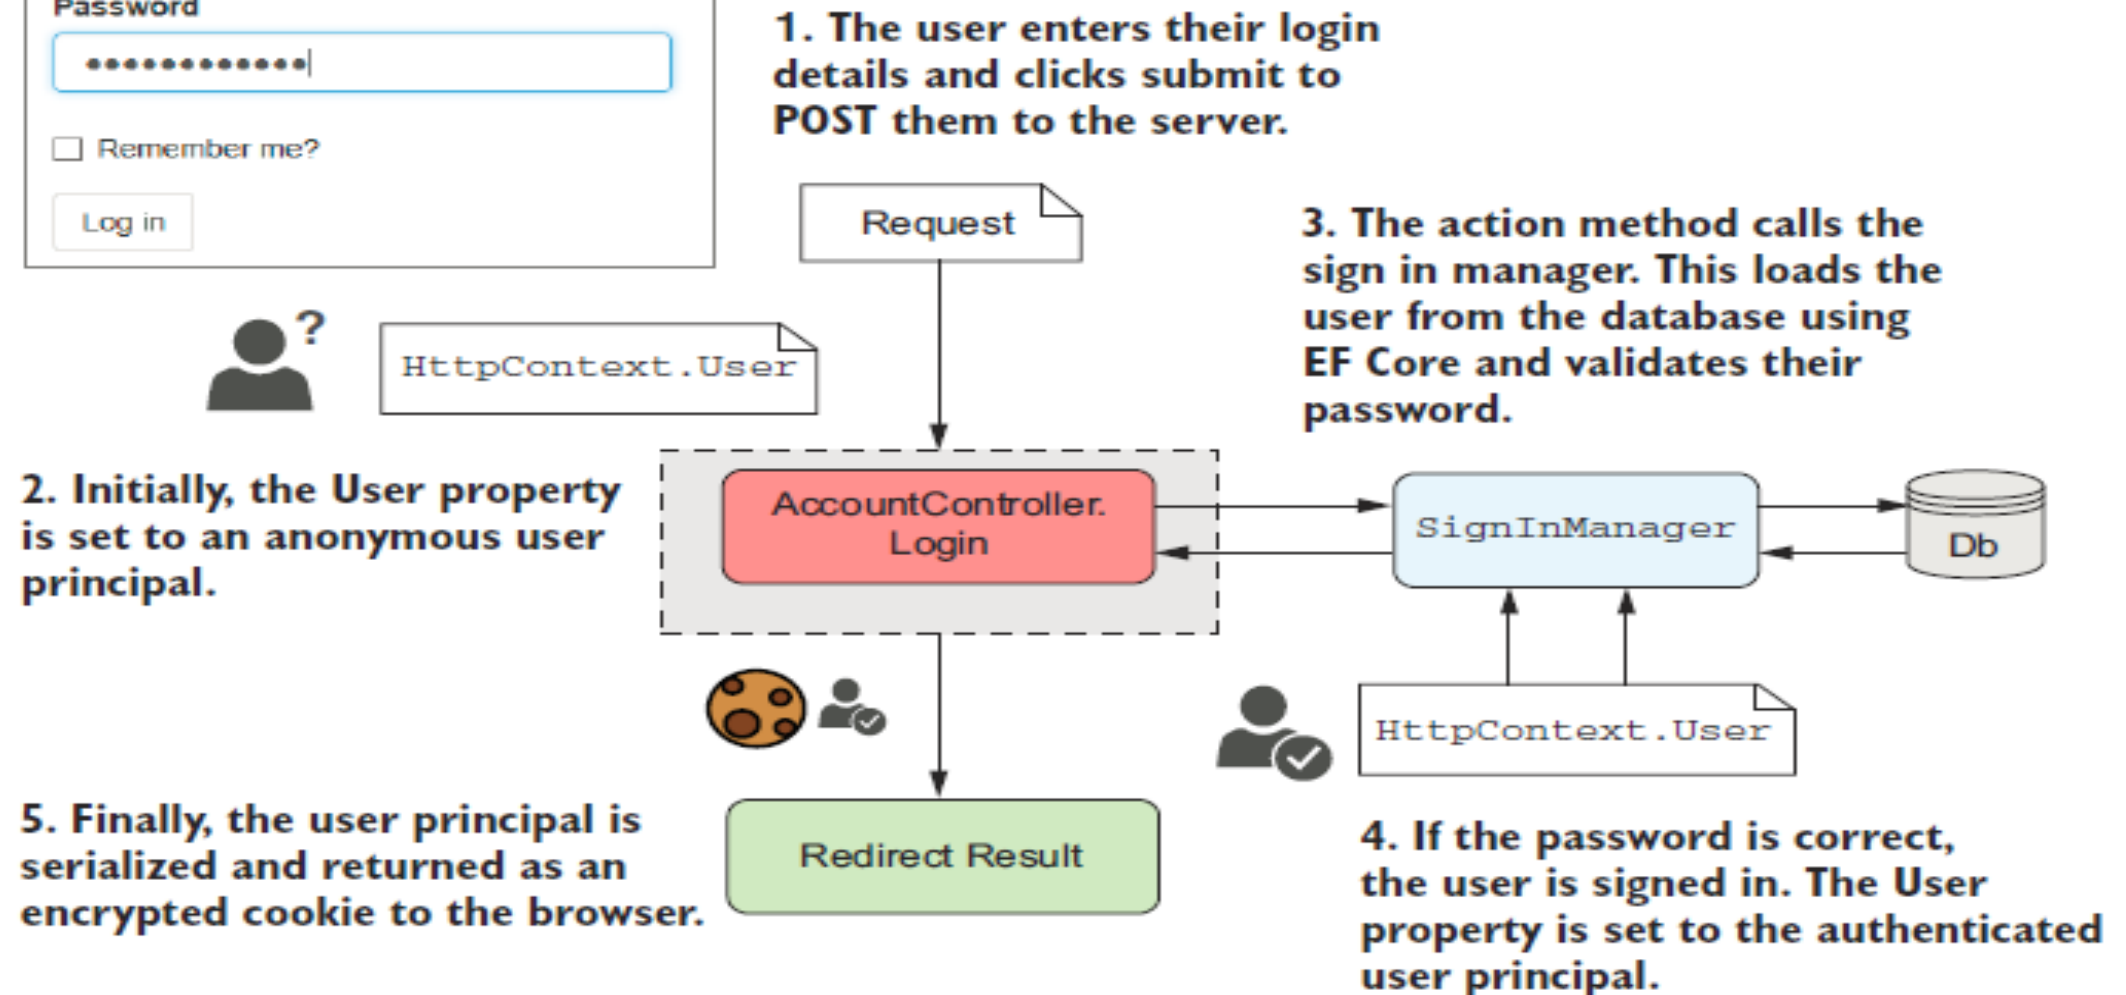 Password
1. The user enters their login
details and clicks submit to
POST them to the server.
Remember me?
Log in
Request
3. The action method calls the
sign in manager. This loads the
user from the database using
EF Core and validates their
password.
?
HttpContext.User
2. Initially, the User property
is set to an anonymous user
principal.
AccountController.
Login
SignInManager
Db
HttpContext.User
5. Finally, the user principal is
serialized and returned as an
encrypted cookie to the browser.
Redirect Result
4. If the password is correct,
the user is signed in. The User
property is set to the authenticated
user principal.